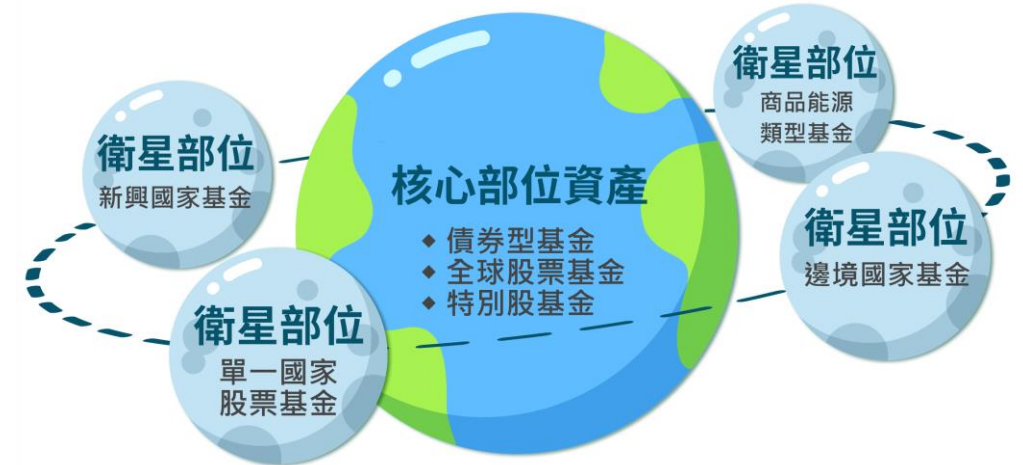 衛星部位
新興國家基金
衛星部位
單一國家
股票基金
核心部位資產
◆ 債券型基金
◆ 全球股票基金
◆ 特別股基金
衛星部位
商品能源
類型基金
衛星部位
邊境國家基金